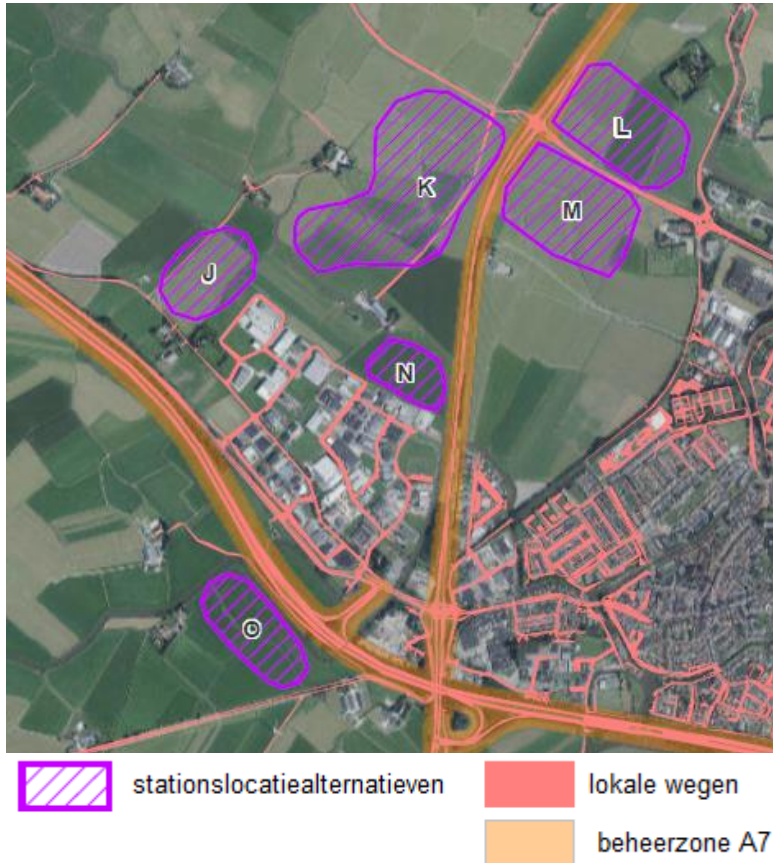 L
K
M
J
N
O
stationslocatiealternatieven
lokale wegen
beheerzone A7